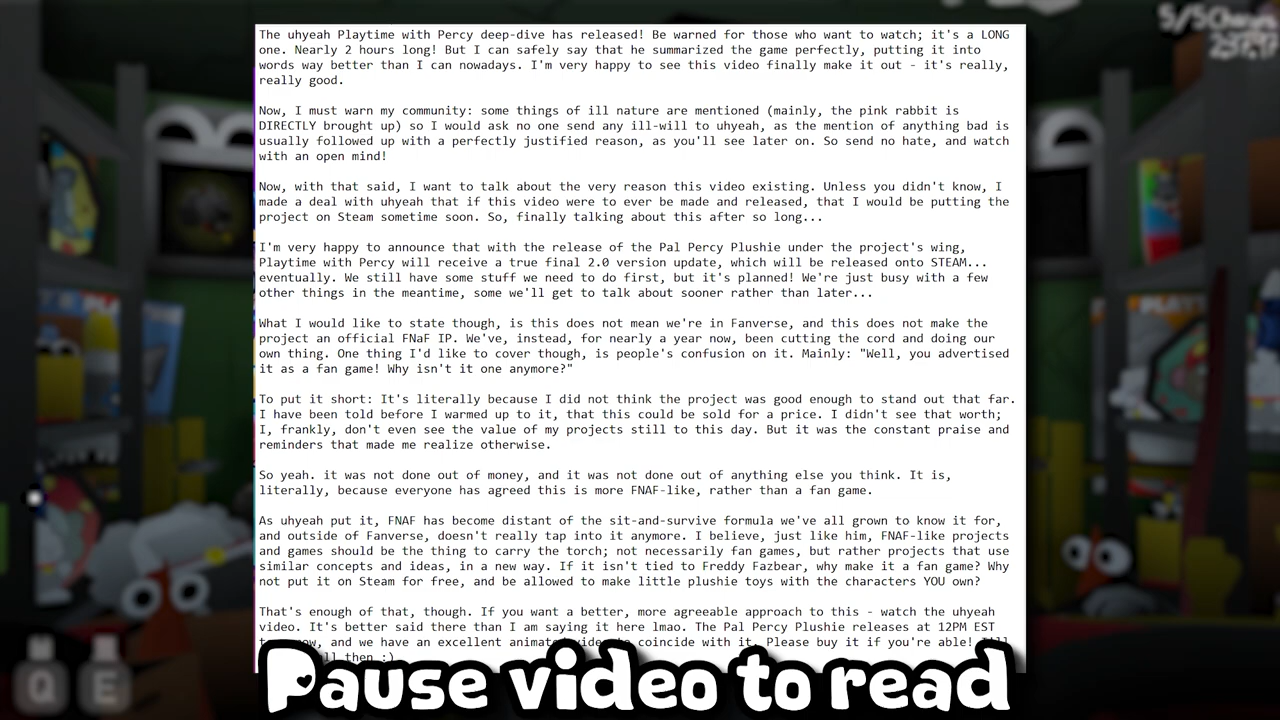 5/5
The uhyeah Playtime with Percy deep-dive has released! Be warned for those who want to watch; it's a LONG
one. Nearly 2 hours long! But I can safely say that he summarized the game perfectly, putting it into
words way better than I can nowadays. I'm very happy to see this video finally make it out - it's really,
really good.
Now, I must warn my community: some things of ill nature are mentioned (mainly, the pink rabbit is
DIRECTLY brought up) so I would ask no one send any ill-will to uhyeah, as the mention of anything bad is
usually followed up with a perfectly justified reason, as you'll see later on. So send no hate, and watch
with an open mind!
Now, with that said, I want to talk about the very reason this video existing. Unless you didn't know, I
made a deal with uhyeah that if this video were to ever be made and released, that I would be putting the
project on Steam sometime soon. So, finally talking about this after so long...
I'm very happy to announce that with the release of the Pal Percy Plushie under the project's wing,
Playtime with Percy will receive a true final 2.0 version update, which will be released onto STEAM...
eventually. We still have some stuff we need to do first, but it's planned! We're just busy with a few
other things in the meantime, some we'll get to talk about sooner rather than later...
What I would like to state though, is this does not mean we're in Fanverse, and this does not make the
project an official FNaF IP. We've, instead, for nearly a year now, been cutting the cord and doing our
own thing. One thing I'd like to cover though, is people's confusion on it. Mainly: "Well, you advertised
it as a fan game! Why isn't it one anymore?"
To put it short: It's literally because I did not think the project was good enough to stand out that far.
I have been told before I warmed up to it, that this could be sold for a price. I didn't see that worth;
I, frankly, don't even see the value of my projects still to this day. But it was the constant praise and
reminders that made me realize otherwise.
So yeah. it was not done out of money, and it was not done out of anything else you think. It is,
literally, because everyone has agreed this is more FNAF-like, rather than a fan game.
As uhyeah put it, FNAF has become distant of the sit-and-survive formula we've all grown to know it for,
and outside of Fanverse, doesn't really tap into it anymore. I believe, just like him, FNAF-like projects
and games should be the thing to carry the torch; not necessarily fan games, but rather projects that use
similar concepts and ideas, in a new way. If it isn't tied to Freddy Fazbear, why make it a fan game? Why
not put it on Steam for free, and be allowed to make little plushie toys with the characters YOU own?
That's enough of that, though. If you want a better, more agreeable approach to this - watch the uhyeah
video. It's better said there than I am saying it here lmao. The Pal Percy Plushie releases at 12PM EST
and we have an excellent coincide with it. Please buy it if you're able!
then :)
Q E
Pause video to read